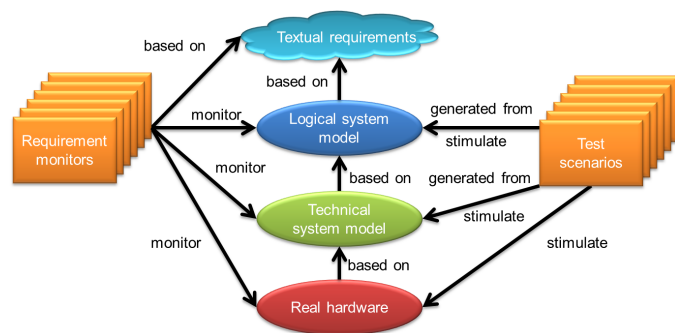 Textual requirements
based on
based on
Requirement
monitors
monitor
Logical system
model
generated from
stimulate
Test
scenarios
monitor
based on
generated from
stimulate
Technical
system model
monitor
stimulate
based on
Real hardware